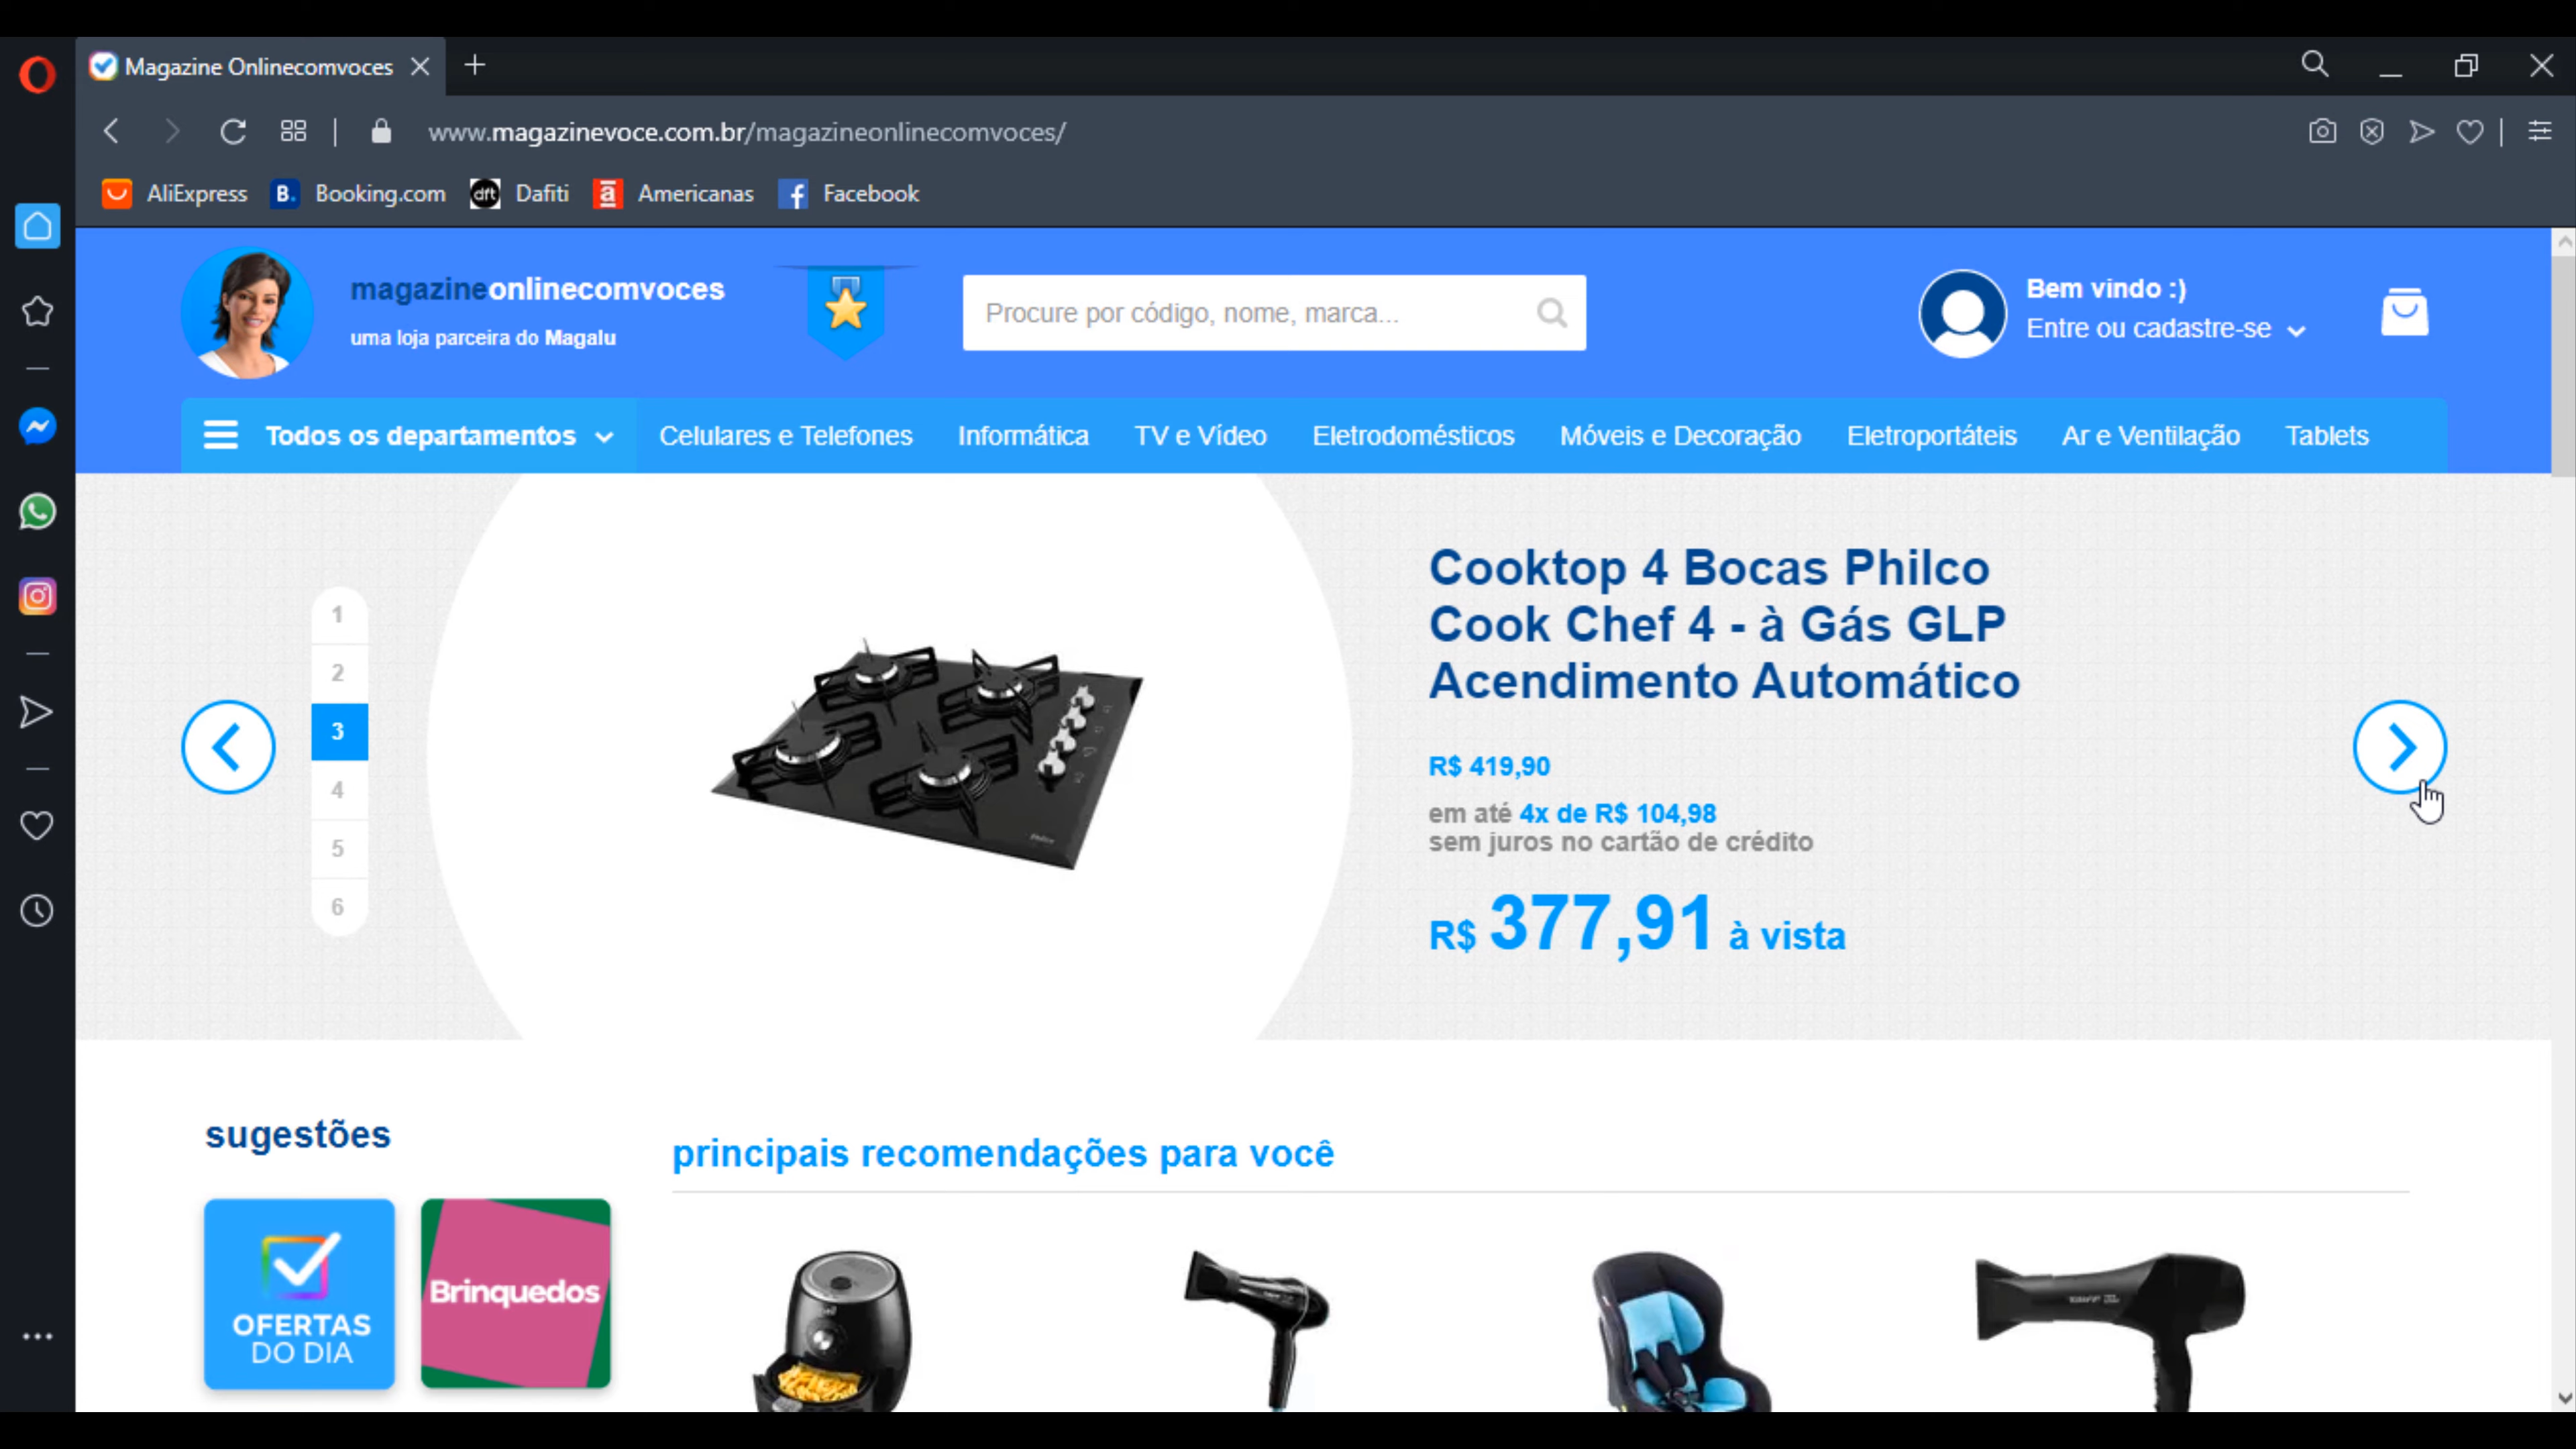 Magazine Onlinecomvoces
www.magazinevoce.com.br/magazineonlinecomvoces/
AliExpress
B. Booking.com
dft Dafiti
a Americanas
f Facebook
magazineonlinecomvoces
uma loja parceira do Magalu
Procure por código, nome, marca...
Bem vindo :)
Entre ou cadastre-se
Todos os departamentos
Celulares e Telefones
Informática
TV e Vídeo
Eletrodomésticos
Móveis e Decoração
Eletroportáteis
Ar e Ventilação
Tablets
1
2
3
4
5
6
Cooktop 4 Bocas Philco
Cook Chef 4 - à Gás GLP
Acendimento Automático
R$ 419,90
em até 4x de R$ 104,98
sem juros no cartão de crédito
R$ 377,91 à vista
sugestões
principais recomendações para você
OFERTAS
DO DIA
Brinquedos